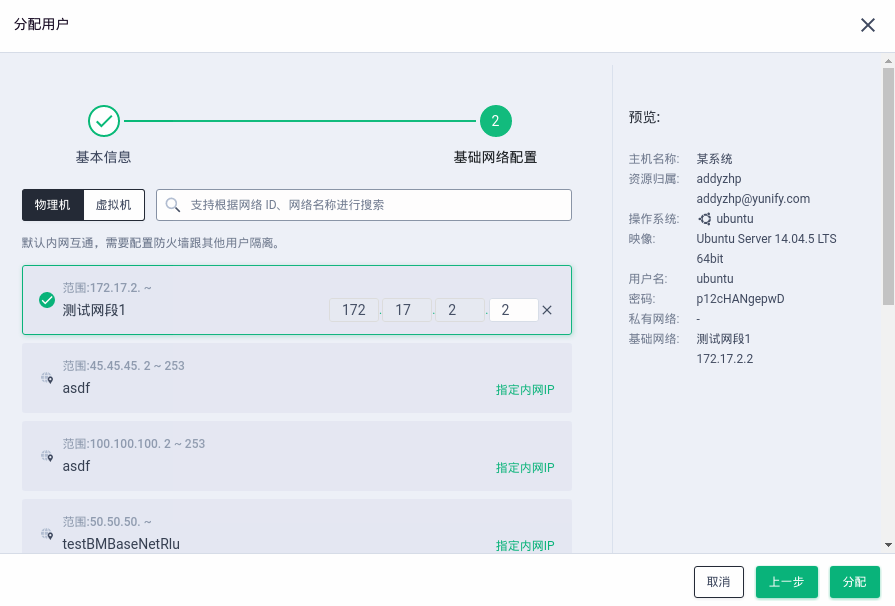 分配用户
2
基本信息
基础网络配置
物理机 虚拟机 支持根据网络 ID、网络名称进行搜索
默认内网互通，需要配置防火墙跟其他用户隔离。
范围:172.17.2. ~
测试网段1
172 . 17 . 2 . 2
范围:45.45.45. 2 ~ 253
asdf
指定内网IP
范围:100.100.100. 2 ~ 253
asdf
指定内网IP
范围:50.50.50. ~
testBMBaseNetRlu
指定内网IP
预览:
主机名称: 某系统
资源归属: addyzhp
addyzhp@yunify.com
操作系统: ubuntu
映像: Ubuntu Server 14.04.5 LTS
64bit
用户名: ubuntu
密码: p12cHANgepwD
私有网络: -
基础网络: 测试网段1
172.17.2.2
取消 上一步 分配